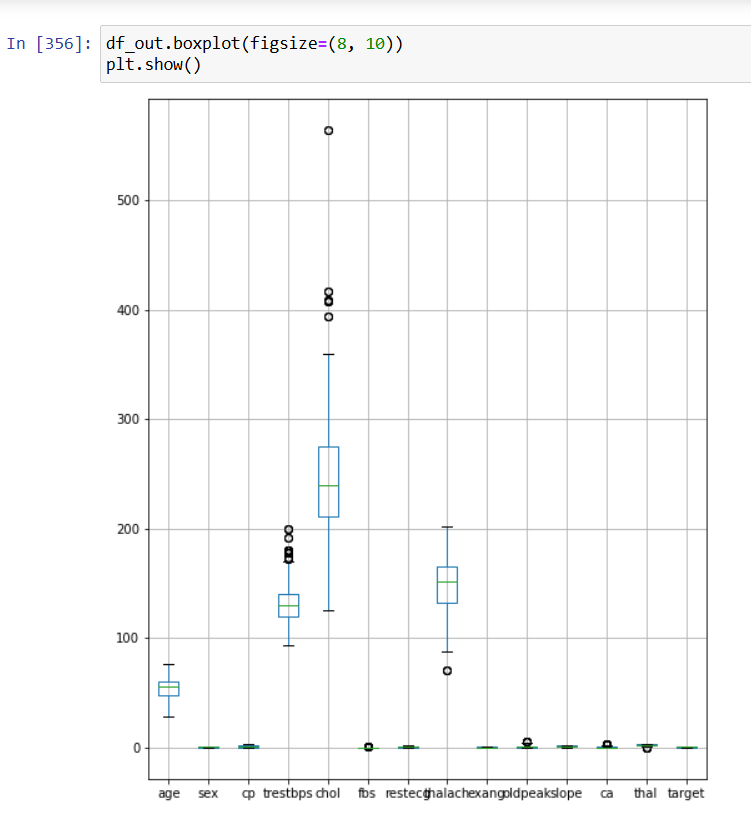 In [356]: df_out.boxplot(figsize=(8, 10))
plt.show()
500
400
300
200
100
0
age sex cp trestbps chol fbs restecg thalach exang oldpeak slope ca thal target